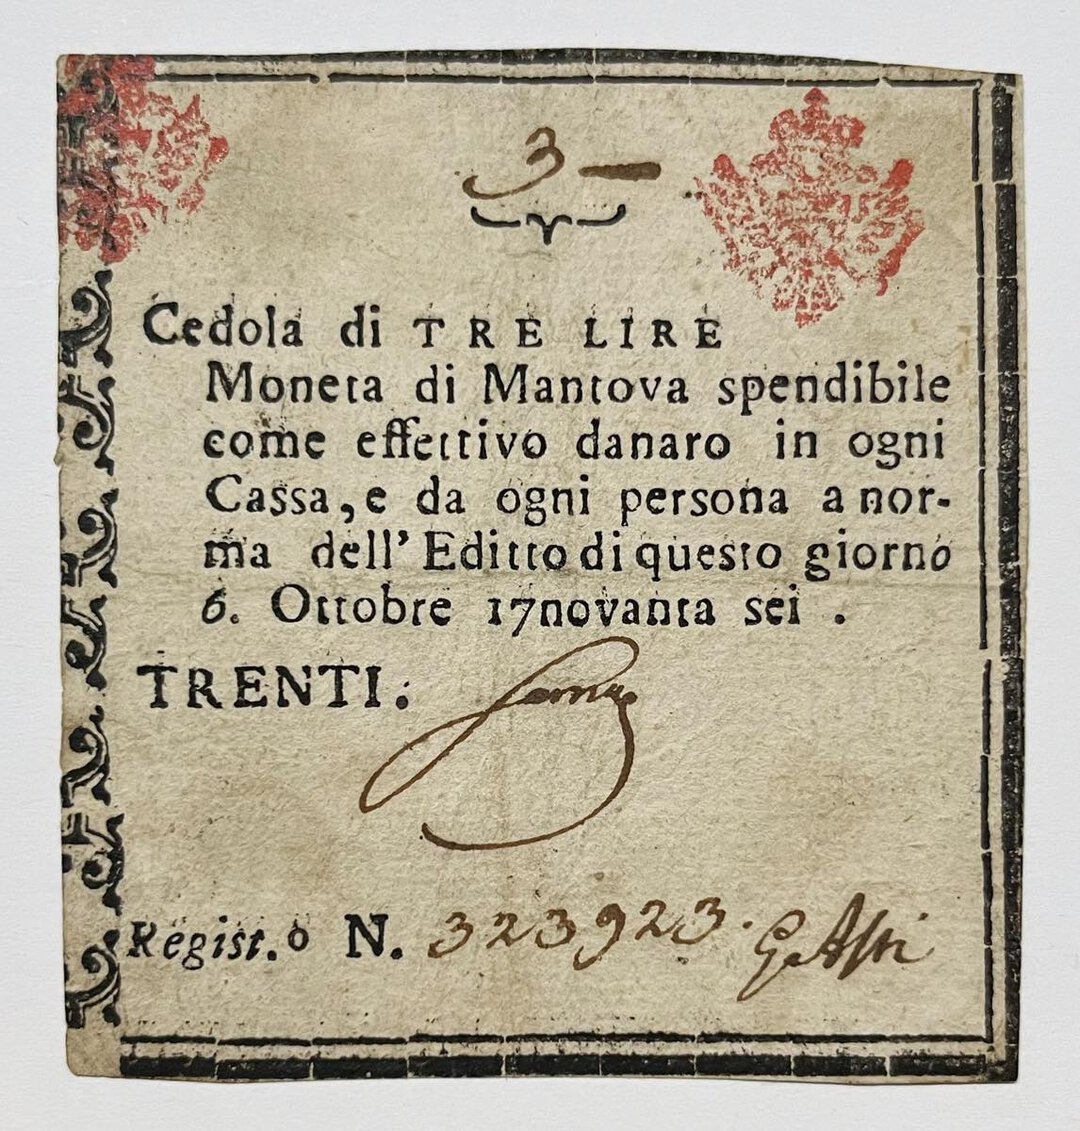 3 —
Cedola di TRE LIRE
Moneta di Mantova spendibile
come effettivo danaro in ogni
Cassa, e da ogni persona a nor-
ma dell' Editto di questo giorno
6. Ottobre 17novanta sei .
TRENTI.
Regist.o N. 323923.